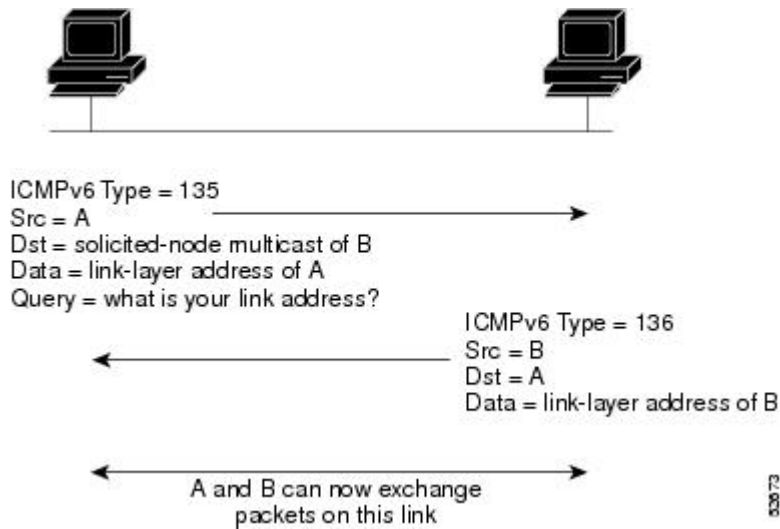 ICMPv6 Type = 135
Src = A
Dst = solicited-node multicast of B
Data = link-layer address of A
Query = what is your link address?
ICMPv6 Type = 136
Src = B
Dst = A
Data = link-layer address of B
A and B can now exchange
packets on this link
53673